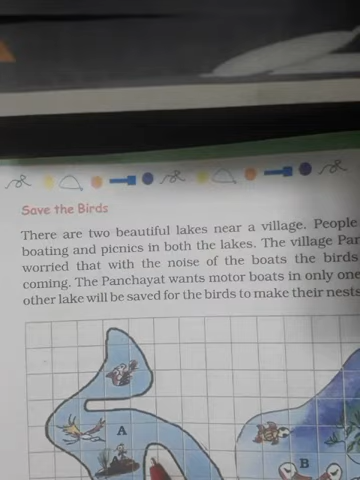 Save the Birds
There are two beautiful lakes near a village. People
boating and picnics in both the lakes. The village
worried that with the noise of the boats the birds
coming. The Panchayat wants motor boats in only one
other lake will be saved for the birds to make their nests
A
B